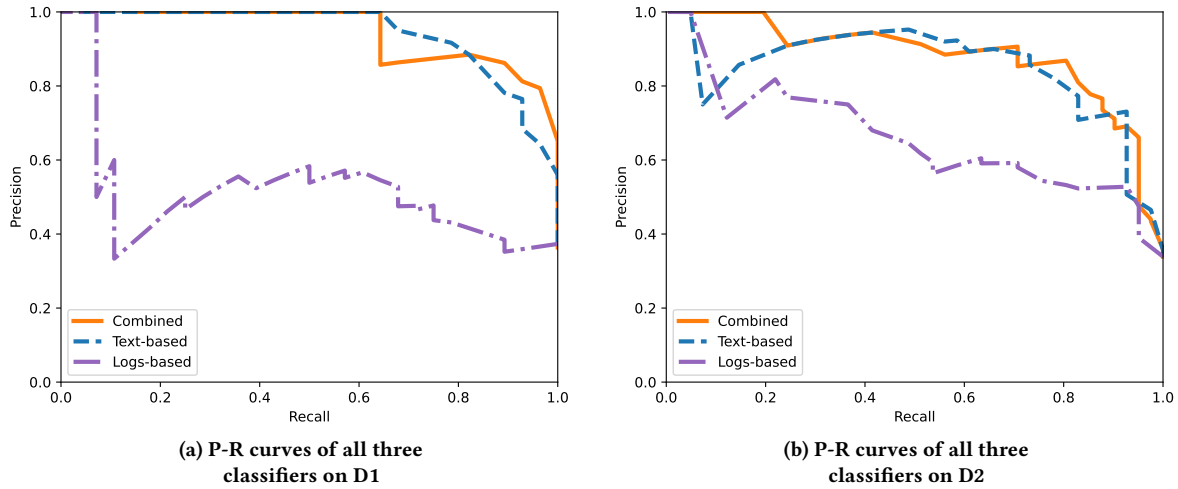 1.0
0.8
0.6
0.4
0.2
0.0
Precision
Combined
Text-based
Logs-based
0.0 0.2 0.4 0.6 0.8 1.0
Recall
(a) P-R curves of all three
classifiers on D1
1.0
0.8
0.6
0.4
0.2
0.0
Precision
Combined
Text-based
Logs-based
0.0 0.2 0.4 0.6 0.8 1.0
Recall
(b) P-R curves of all three
classifiers on D2